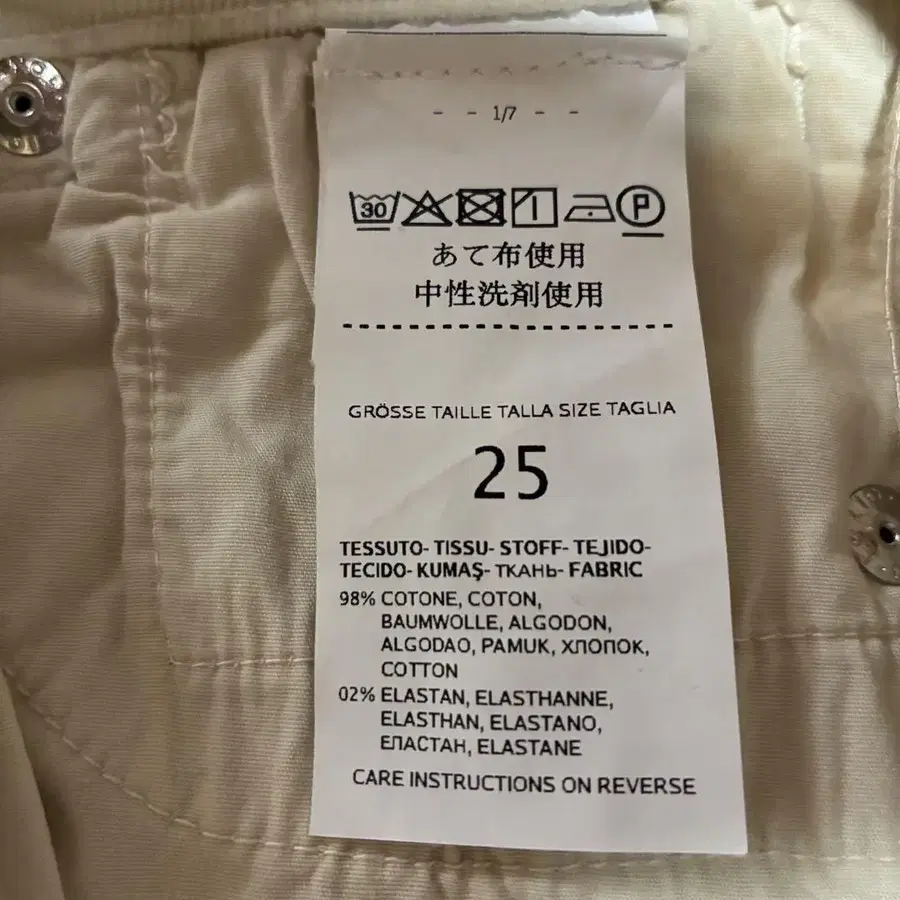 - - 1/7 - -
30 P
あて布使用
中性洗剤使用
GRÖSSE TAILLE TALLA SIZE TAGLIA
25
TESSUTO- TISSU- STOFF- TEJIDO-
TECIDO- KUMAŞ- ТКАНЬ- FABRIC
98% COTONE, COTON,
BAUMWOLLE, ALGODON,
ALGODAO, PAMUK, ХЛОПОК,
COTTON
02% ELASTAN, ELASTHANNE,
ELASTHAN, ELASTANO,
ЕПАСТАН, ELASTANE
CARE INSTRUCTIONS ON REVERSE